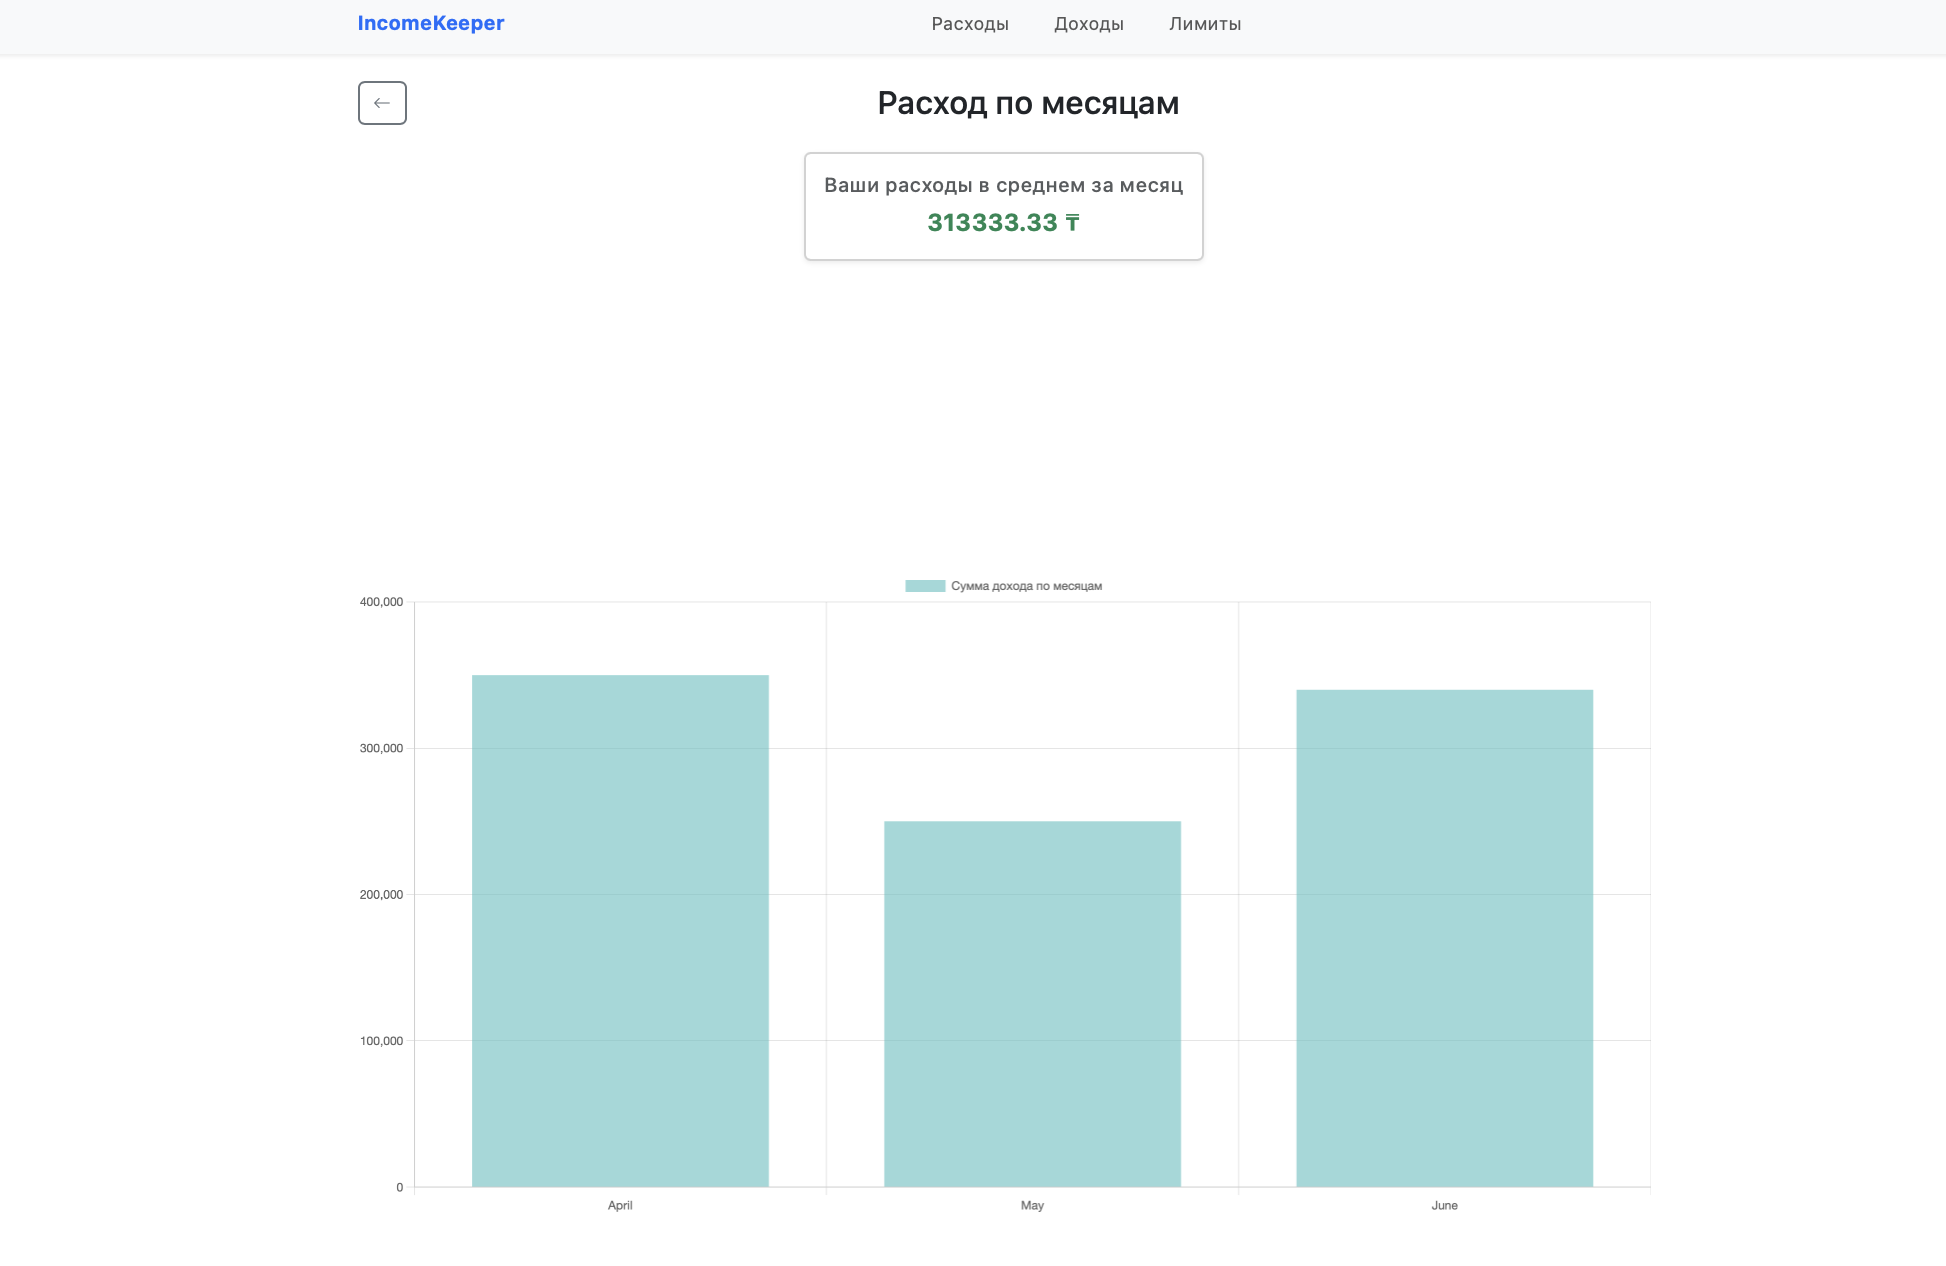 IncomeKeeper Расходы Доходы Лимиты
Расход по месяцам
Ваши расходы в среднем за месяц
313333.33 ₸
Сумма дохода по месяцам
400,000
300,000
200,000
100,000
0
April May June